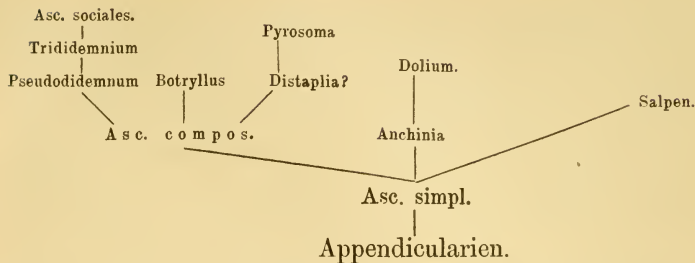 Asc. sociales.
Trididemnium
Pyrosoma
Pseudodidemnum Botryllus Distaplia? Dolium.
Salpen.
Asc. compos. Anchinia
Asc. simpl.
Appendicularien.